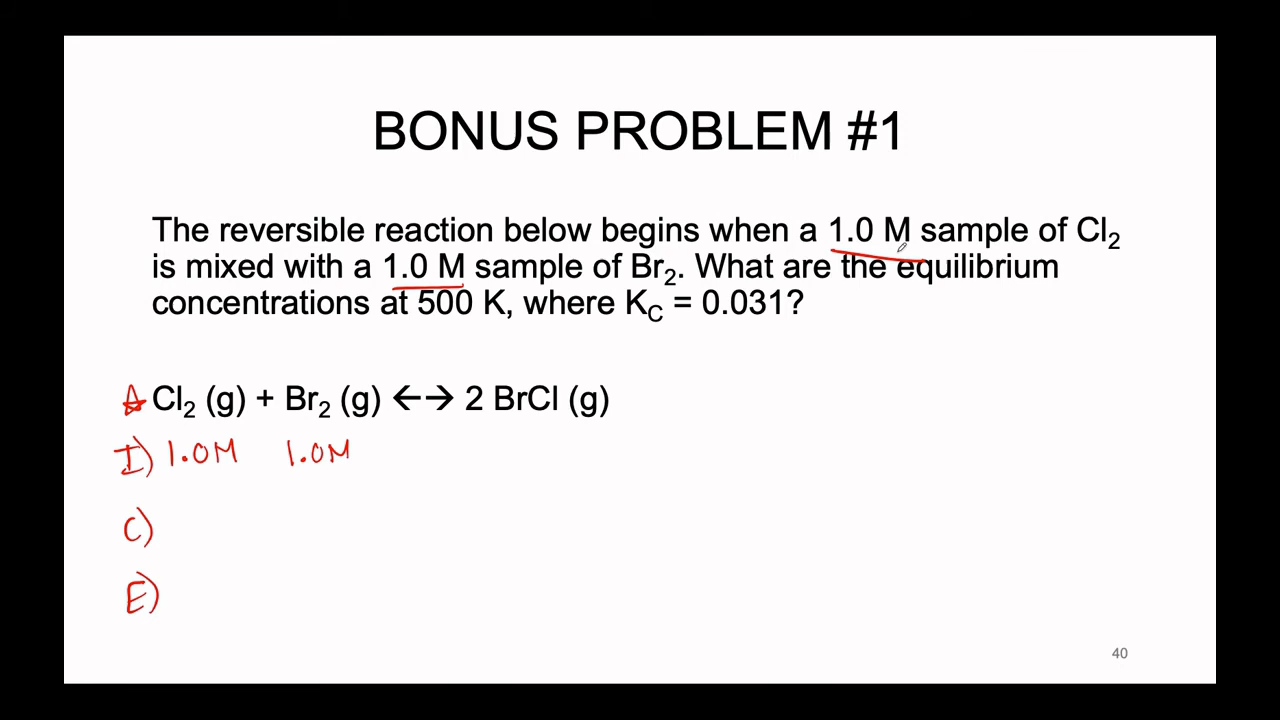 BONUS PROBLEM #1
The reversible reaction below begins when a 1.0 M sample of Cl₂
is mixed with a 1.0 M sample of Br₂. What are the equilibrium
concentrations at 500 K, where K_C = 0.031?
Cl₂ (g) + Br₂ (g) ←→ 2 BrCl (g)
I) 1.0M 1.0M
C)
E)
40